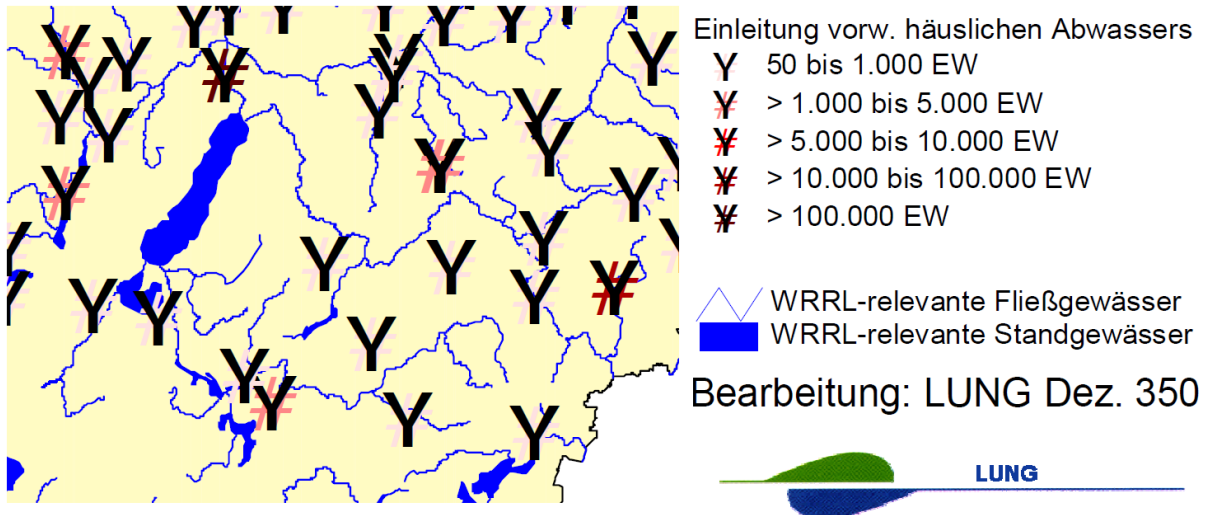 Einleitung vorw. häuslichen Abwassers
50 bis 1.000 EW
> 1.000 bis 5.000 EW
> 5.000 bis 10.000 EW
> 10.000 bis 100.000 EW
> 100.000 EW
WRRL-relevante Fließgewässer
WRRL-relevante Standgewässer
Bearbeitung: LUNG Dez. 350
LUNG